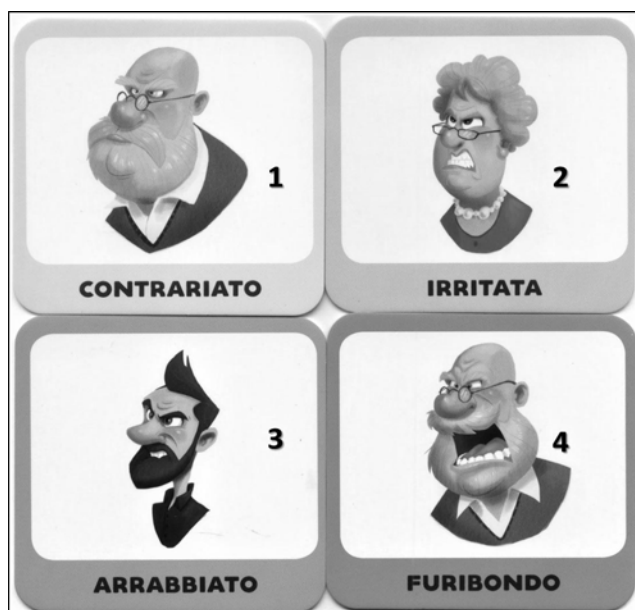 1
2
CONTRARIATO
IRRITATA
3
4
ARRABBIATO
FURIBONDO